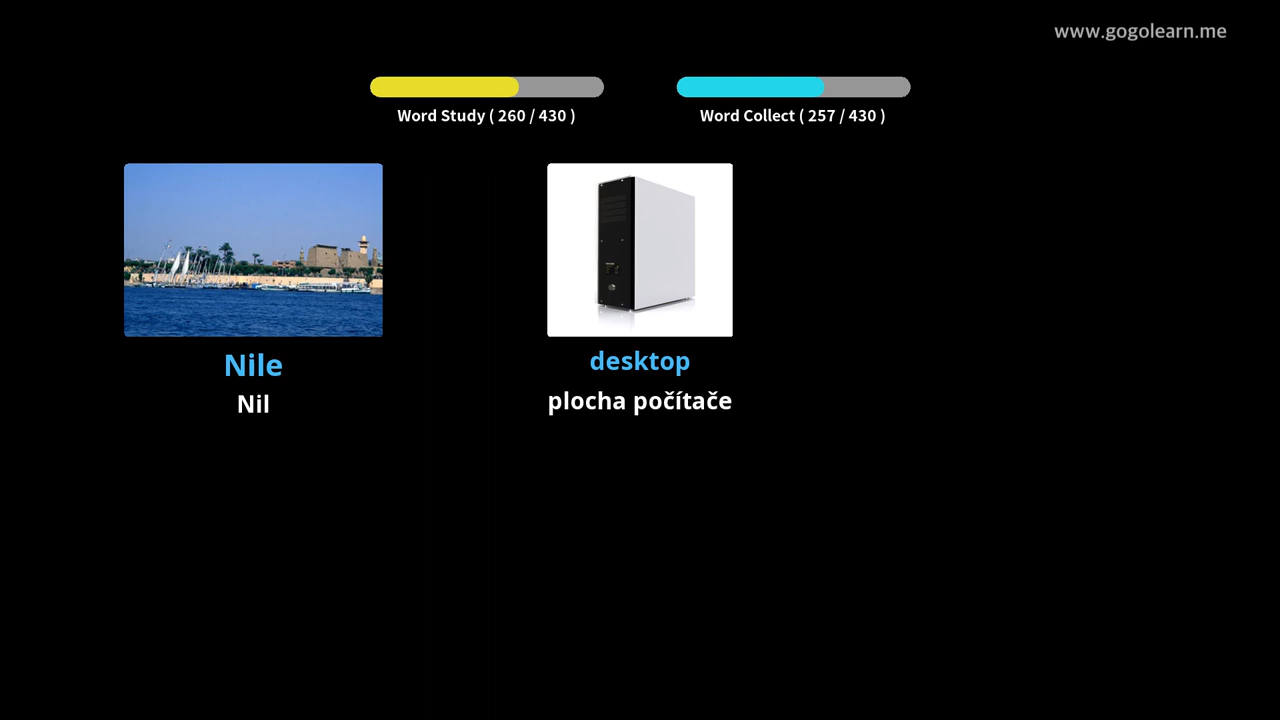 www.gogolearn.me
Word Study ( 260 / 430 )
Word Collect ( 257 / 430 )
Nile
Nil
desktop
plocha počítače